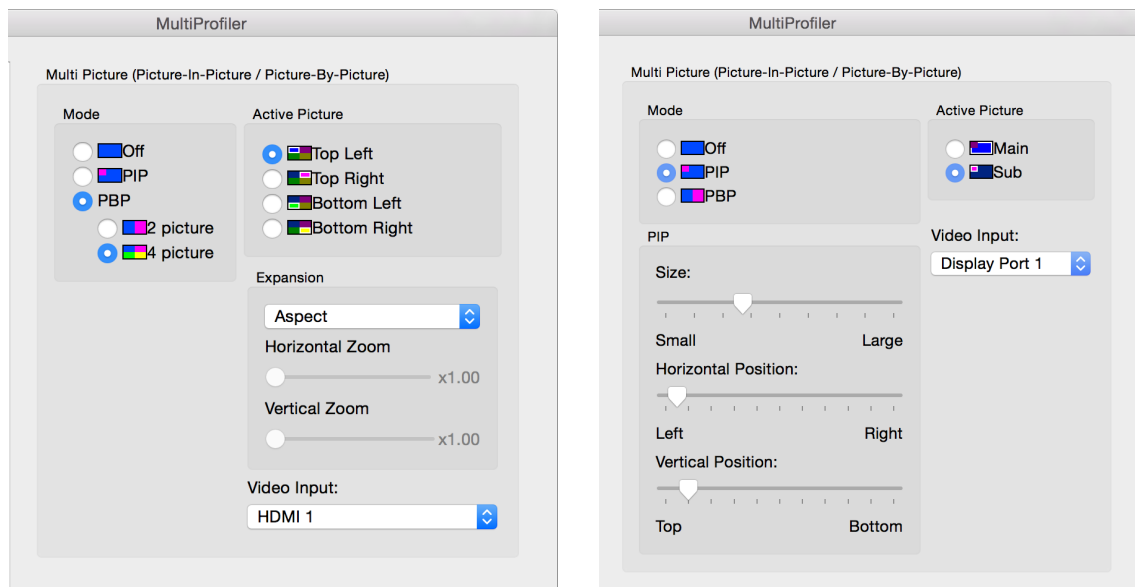 MultiProfiler
Multi Picture (Picture-In-Picture / Picture-By-Picture)
Mode
Off
PIP
PBP
2 picture
4 picture
Active Picture
Top Left
Top Right
Bottom Left
Bottom Right
Expansion
Aspect
Horizontal Zoom
x1.00
Vertical Zoom
x1.00
Video Input:
HDMI 1
MultiProfiler
Multi Picture (Picture-In-Picture / Picture-By-Picture)
Mode
Off
PIP
PBP
Active Picture
Main
Sub
Video Input:
Display Port 1
PIP
Size:
Small Large
Horizontal Position:
Left Right
Vertical Position:
Top Bottom